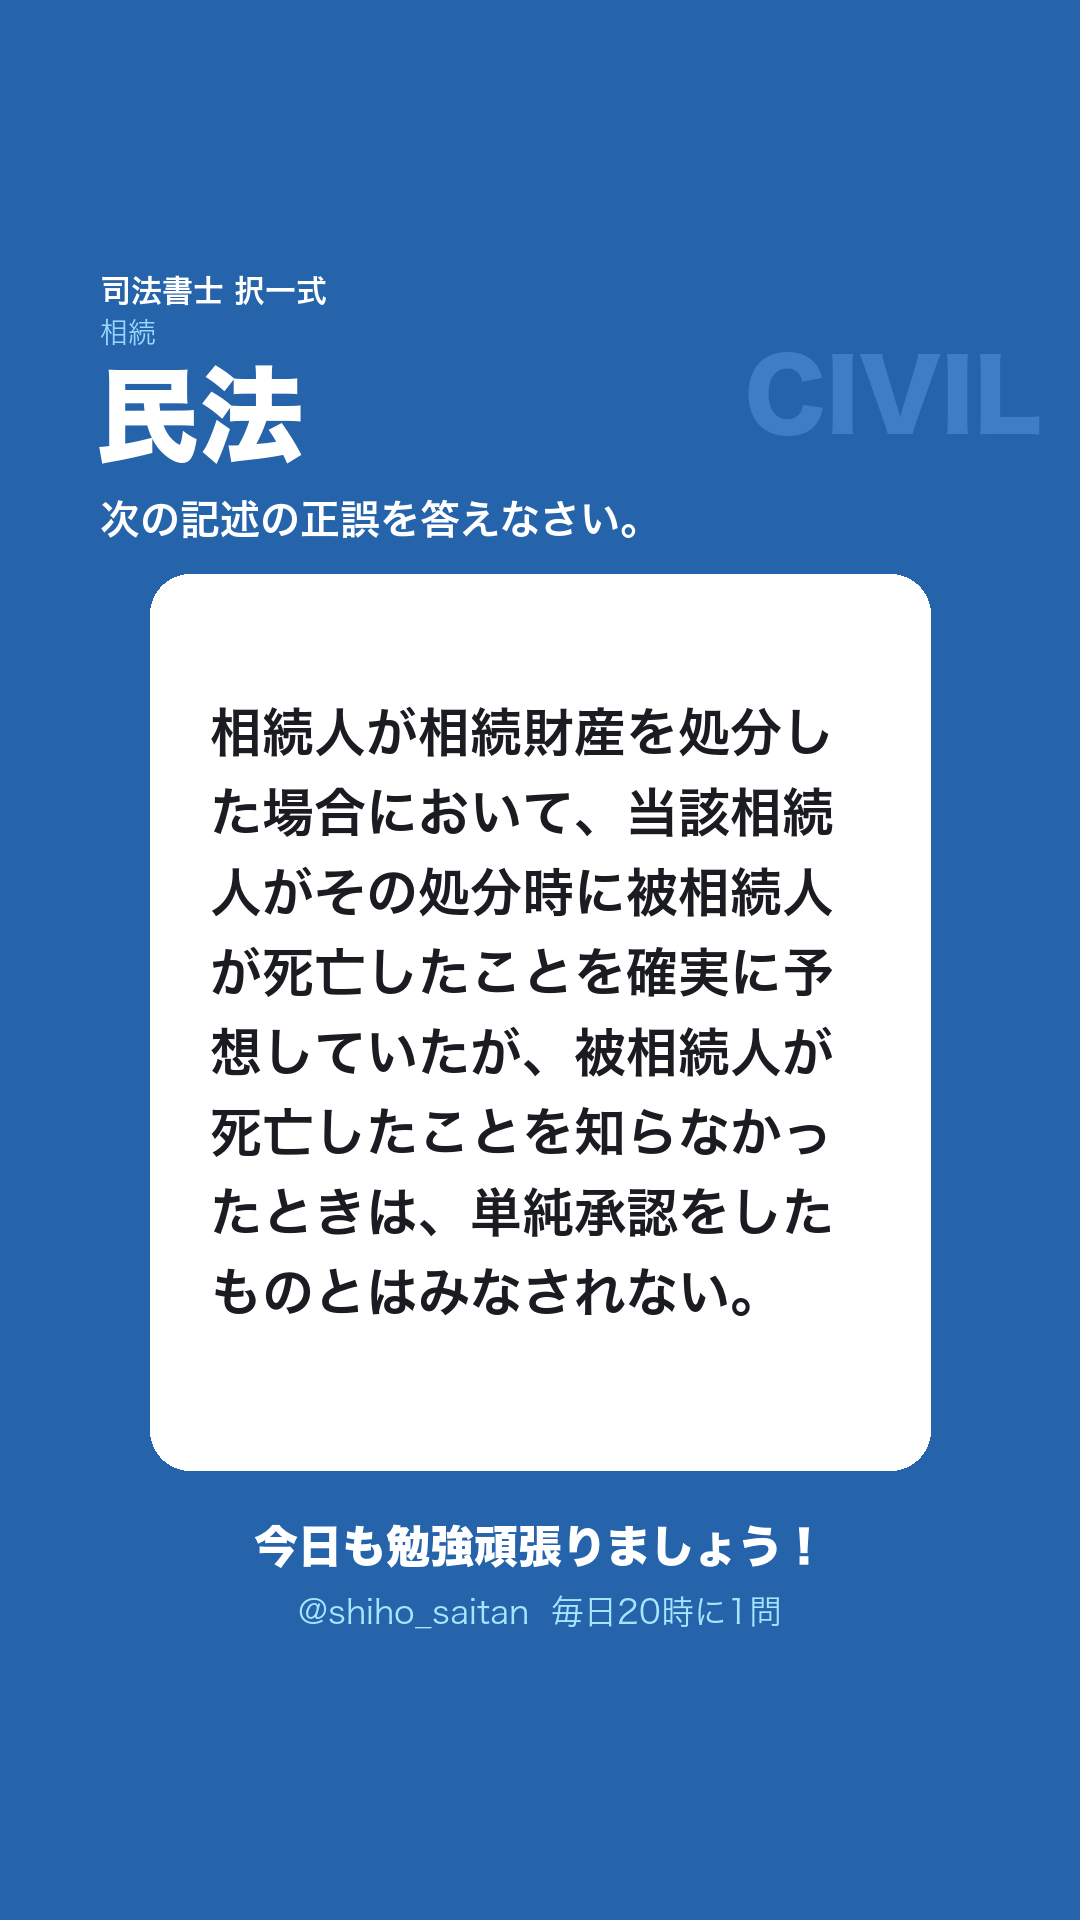 司法書士 択一式
相続
民法
CIVIL
次の記述の正誤を答えなさい。
相続人が相続財産を処分し
た場合において、当該相続
人がその処分時に被相続人
が死亡したことを確実に予
想していたが、被相続人が
死亡したことを知らなかっ
たときは、単純承認をした
ものとはみなされない。
今日も勉強頑張りましょう！
@shiho_saitan 毎日20時に1問